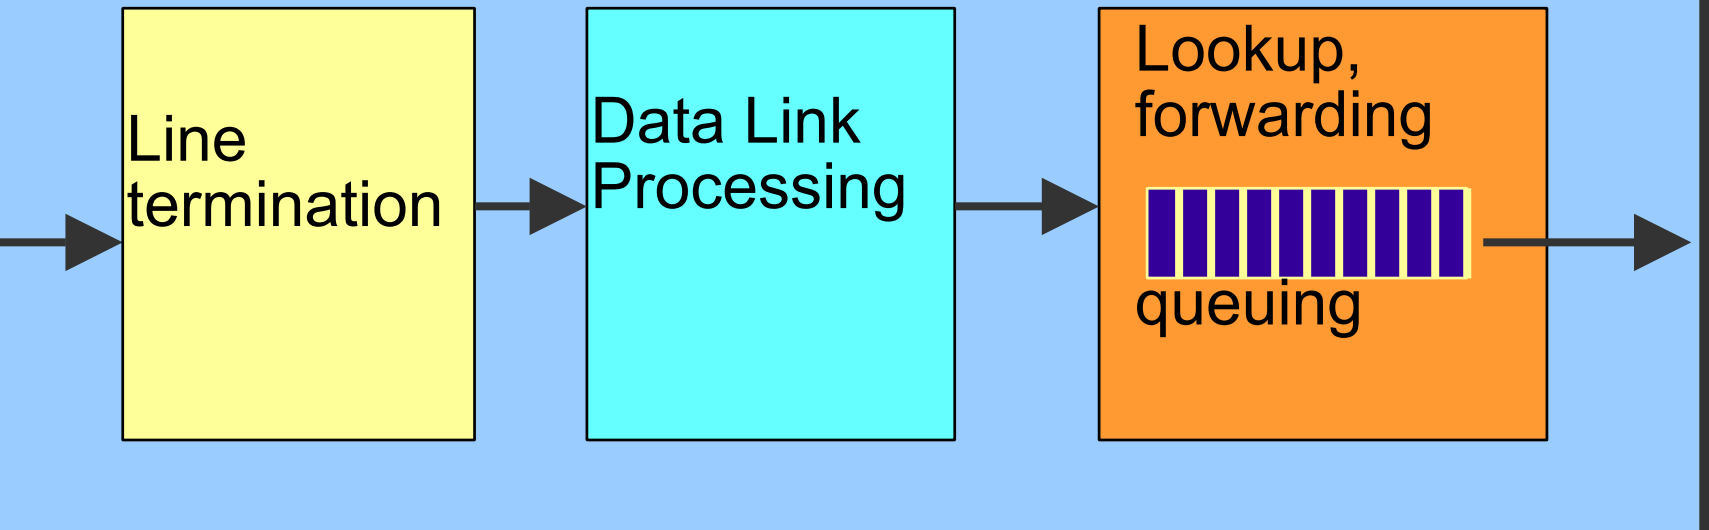 Line
termination
Data Link
Processing
Lookup,
forwarding
queuing